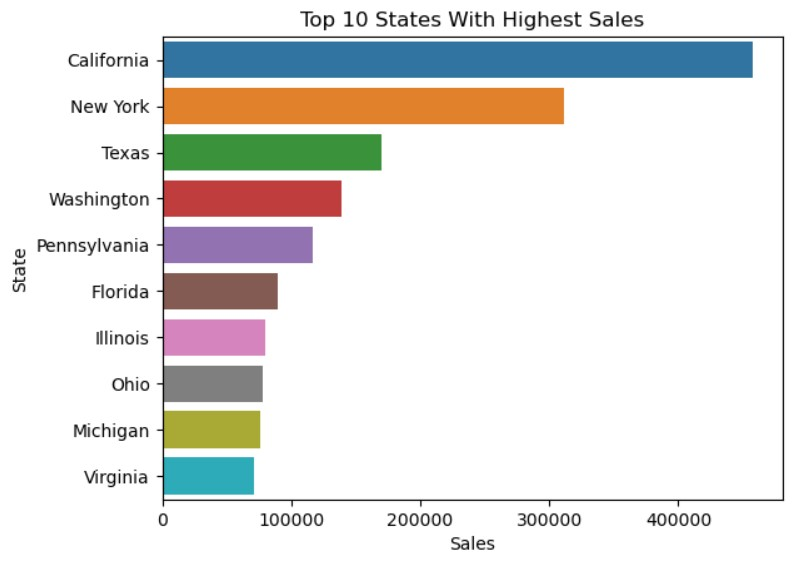 Top 10 States With Highest Sales
California
New York
Texas
Washington
Pennsylvania
Florida
Illinois
Ohio
Michigan
Virginia
State
0 100000 200000 300000 400000
Sales